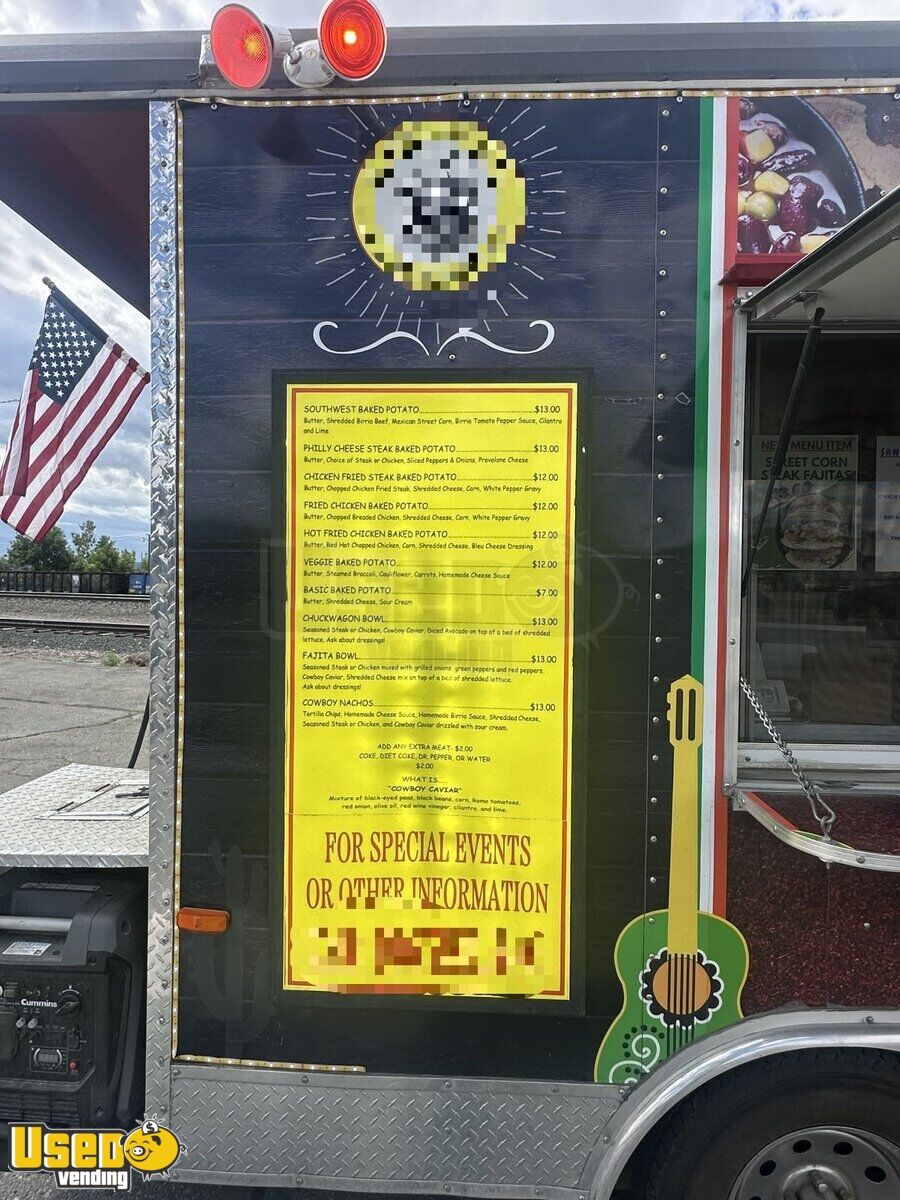 SOUTHWEST BAKED POTATO..........$13.00
Butter, Shredded Birria Beef, Mexican Street Corn, Birria Tomato Pepper Sauce, Cilantro
and Lime
PHILLY CHEESE STEAK BAKED POTATO..........$13.00
Butter, Choice of Steak or Chicken, Sliced Peppers & Onions, Provolone Cheese
CHICKEN FRIED STEAK BAKED POTATO..........$12.00
Butter, Chopped Chicken Fried Steak, Shredded Cheese, Corn, White Pepper Gravy
FRIED CHICKEN BAKED POTATO..........$12.00
Butter, Chopped Breaded Chicken, Shredded Cheese, Corn, White Pepper Gravy
HOT FRIED CHICKEN BAKED POTATO..........$12.00
Butter, Red Hot Chopped Chicken, Corn, Shredded Cheese, Bleu Cheese Dressing
VEGGIE BAKED POTATO..........$12.00
Butter, Steamed Broccoli, Cauliflower, Carrots, Homemade Cheese Sauce
BASIC BAKED POTATO..........$7.00
Butter, Shredded Cheese, Sour Cream
CHUCKWAGON BOWL..........$13.00
Seasoned Steak or Chicken, Cowboy Caviar, Diced Avocado on top of a bed of shredded
lettuce. Ask about dressings!
FAJITA BOWL..........$13.00
Seasoned Steak or Chicken mixed with grilled onions green peppers and red peppers,
Cowboy Caviar, Shredded Cheese mix on top of a bed of shredded lettuce.
Ask about dressings!
COWBOY NACHOS..........$13.00
Tortilla Chips, Homemade Cheese Sauce, Homemade Birria Sauce, Shredded Cheese,
Seasoned Steak or Chicken, and Cowboy Caviar drizzled with sour cream.
ADD ANY EXTRA MEAT- $2.00
COKE, DIET COKE, DR. PEPPER, OR WATER
$2.00
WHAT IS.....
"COWBOY CAVIAR"
Mixture of black-eyed peas, black beans, corn, Roma tomatoes,
red onion, olive oil, red wine vinegar, cilantro, and lime.
FOR SPECIAL EVENTS
OR OTHER INFORMATION
NEW MENU ITEM
STREET CORN
STEAK FAJITAS
Cummins
Used
vending